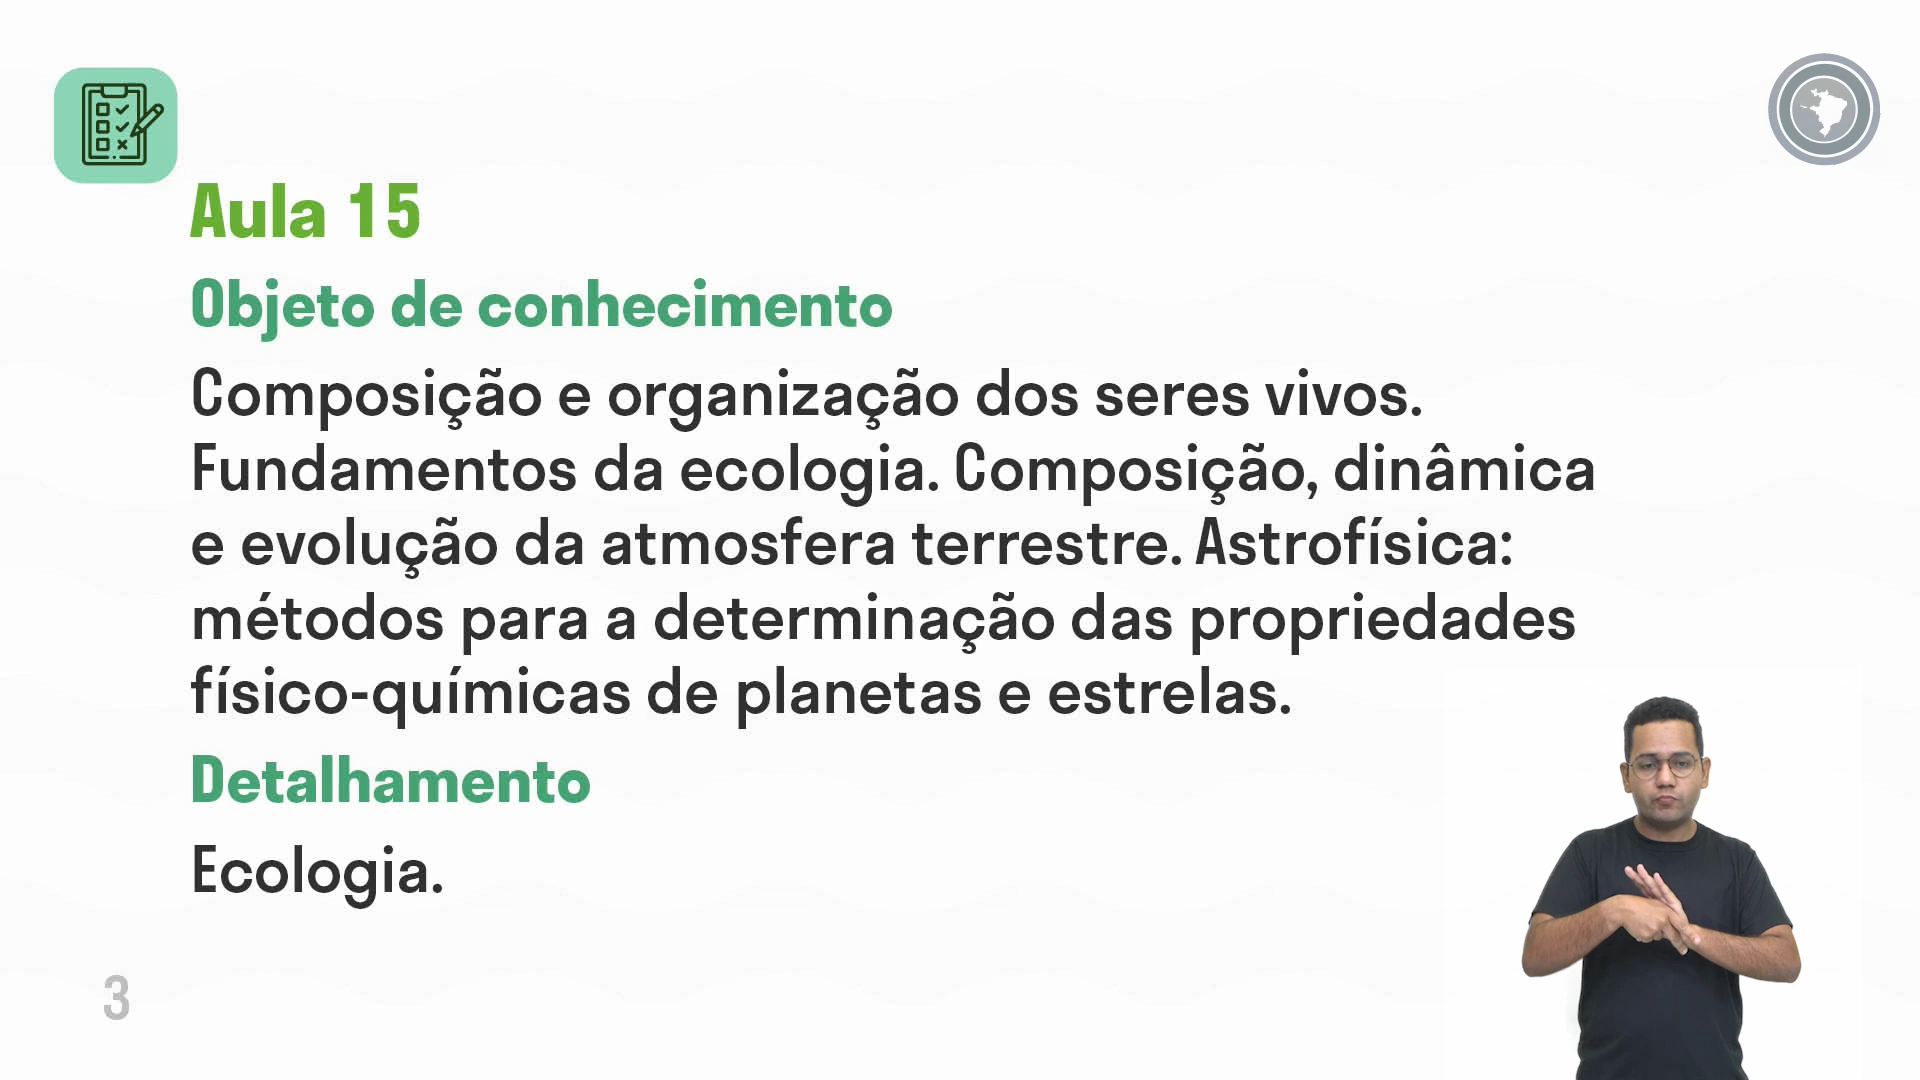 Aula 15
Objeto de conhecimento
Composição e organização dos seres vivos.
Fundamentos da ecologia. Composição, dinâmica
e evolução da atmosfera terrestre. Astrofísica:
métodos para a determinação das propriedades
físico-químicas de planetas e estrelas.
Detalhamento
Ecologia.
3